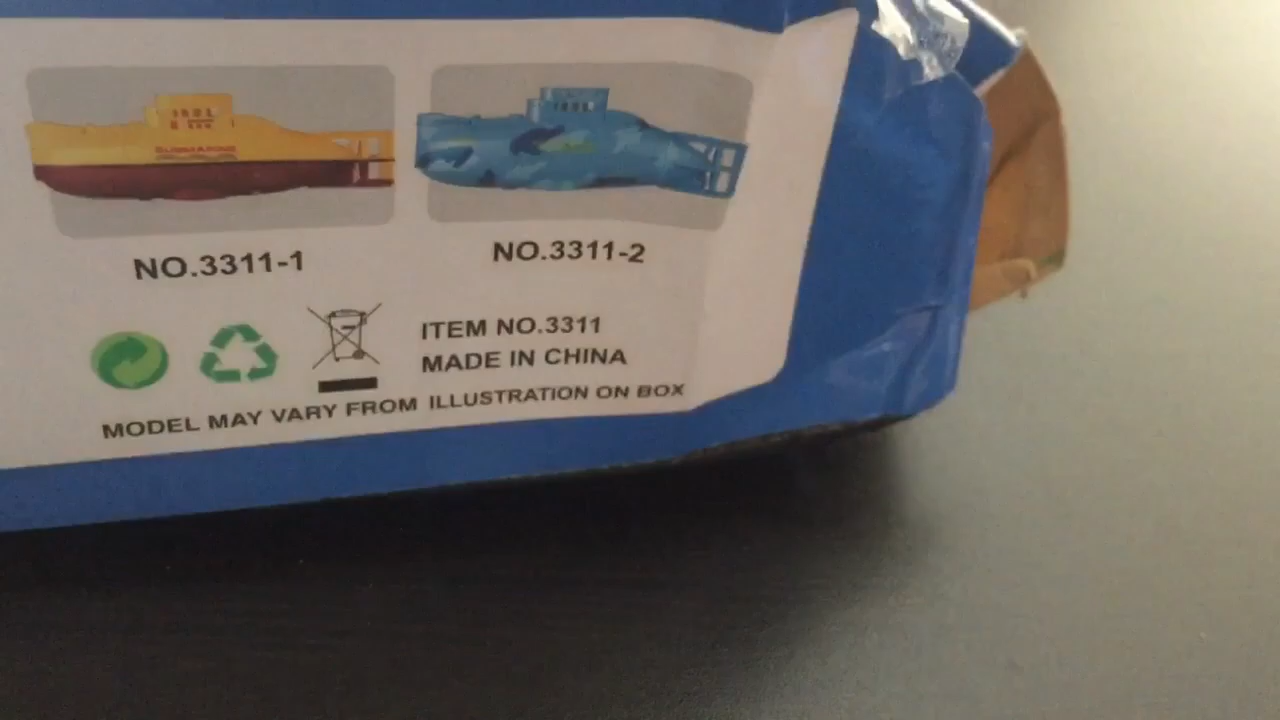 NO.3311-1
NO.3311-2
ITEM NO.3311
MADE IN CHINA
MODEL MAY VARY FROM ILLUSTRATION ON BOX